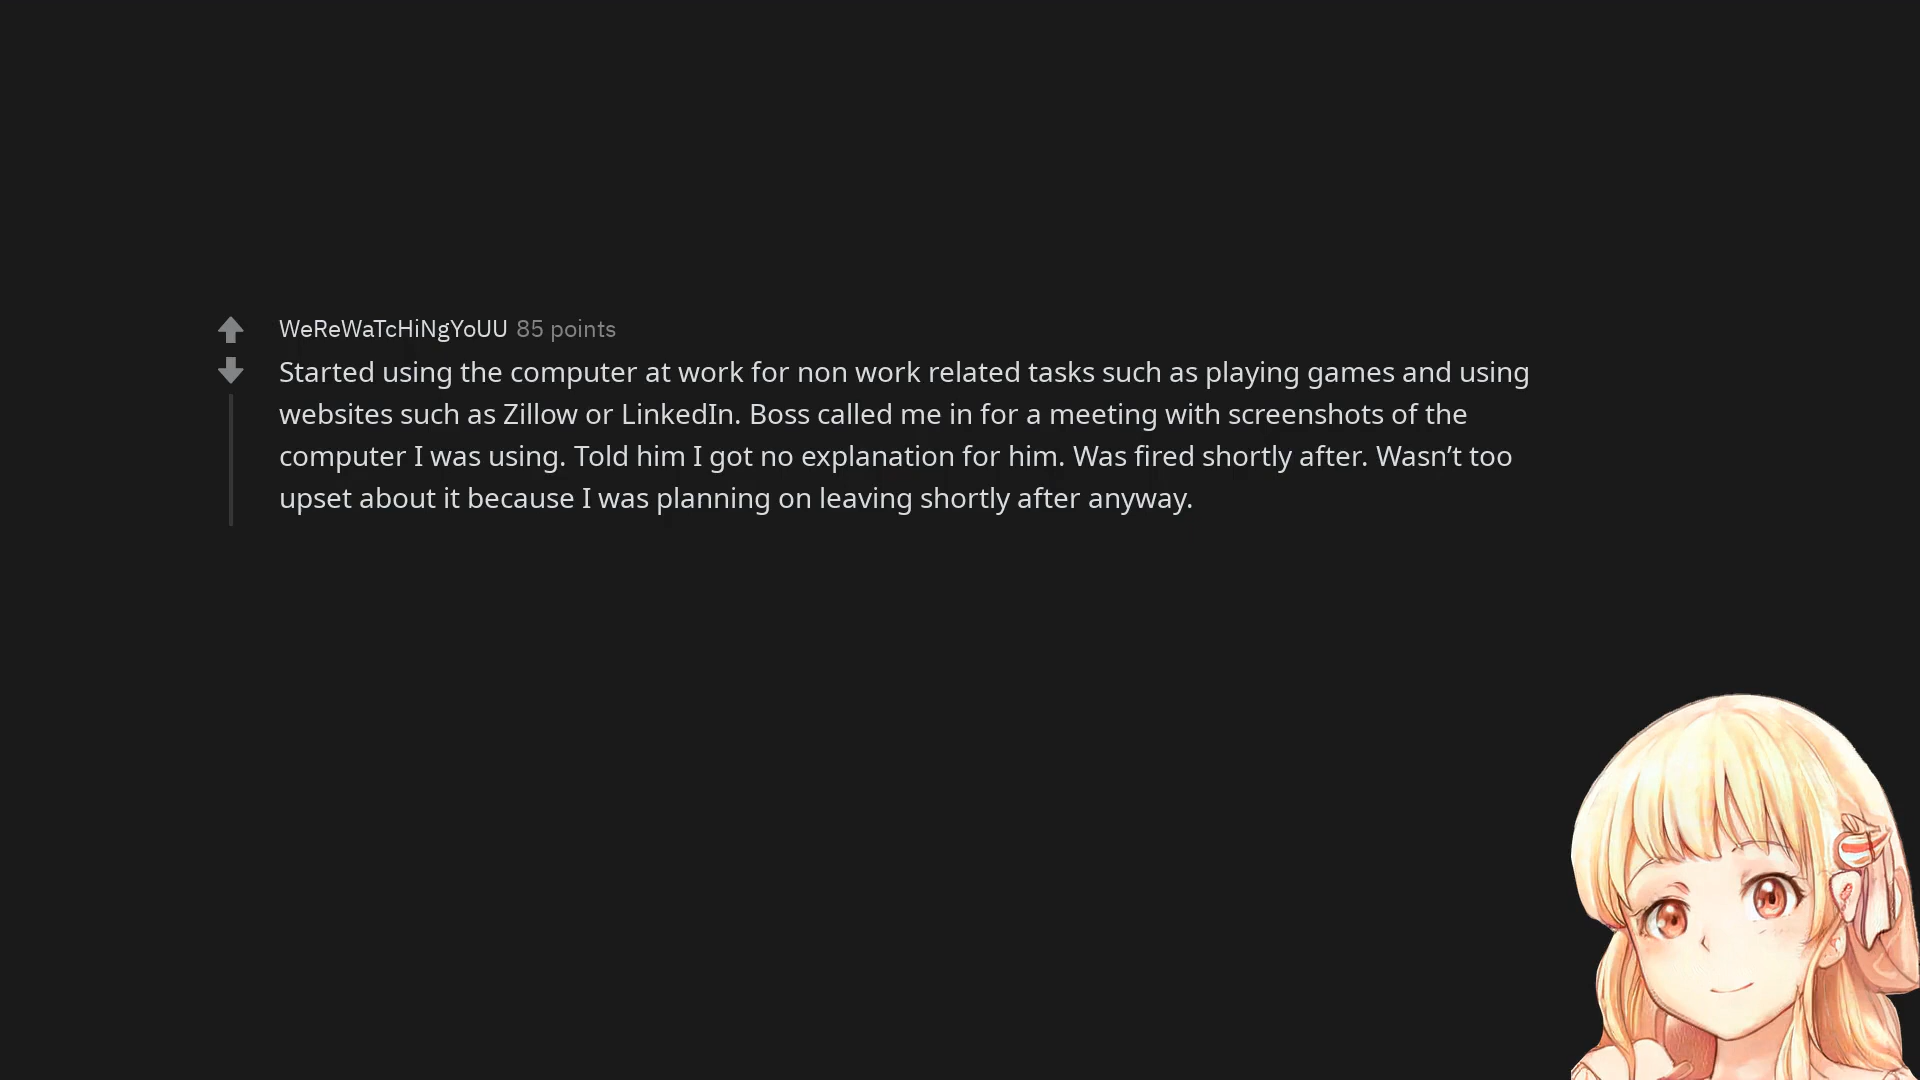 WeReWaTcHiNgYoUU 85 points
Started using the computer at work for non work related tasks such as playing games and using
websites such as Zillow or LinkedIn. Boss called me in for a meeting with screenshots of the
computer I was using. Told him I got no explanation for him. Was fired shortly after. Wasn’t too
upset about it because I was planning on leaving shortly after anyway.